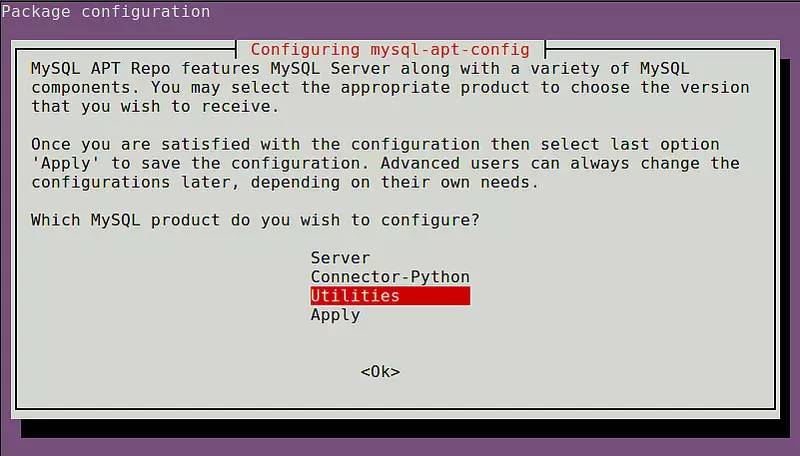 Package configuration
Configuring mysql-apt-config
MySQL APT Repo features MySQL Server along with a variety of MySQL
components. You may select the appropriate product to choose the version
that you wish to receive.
Once you are satisfied with the configuration then select last option
'Apply' to save the configuration. Advanced users can always change the
configurations later, depending on their own needs.
Which MySQL product do you wish to configure?
Server
Connector-Python
Utilities
Apply
<Ok>